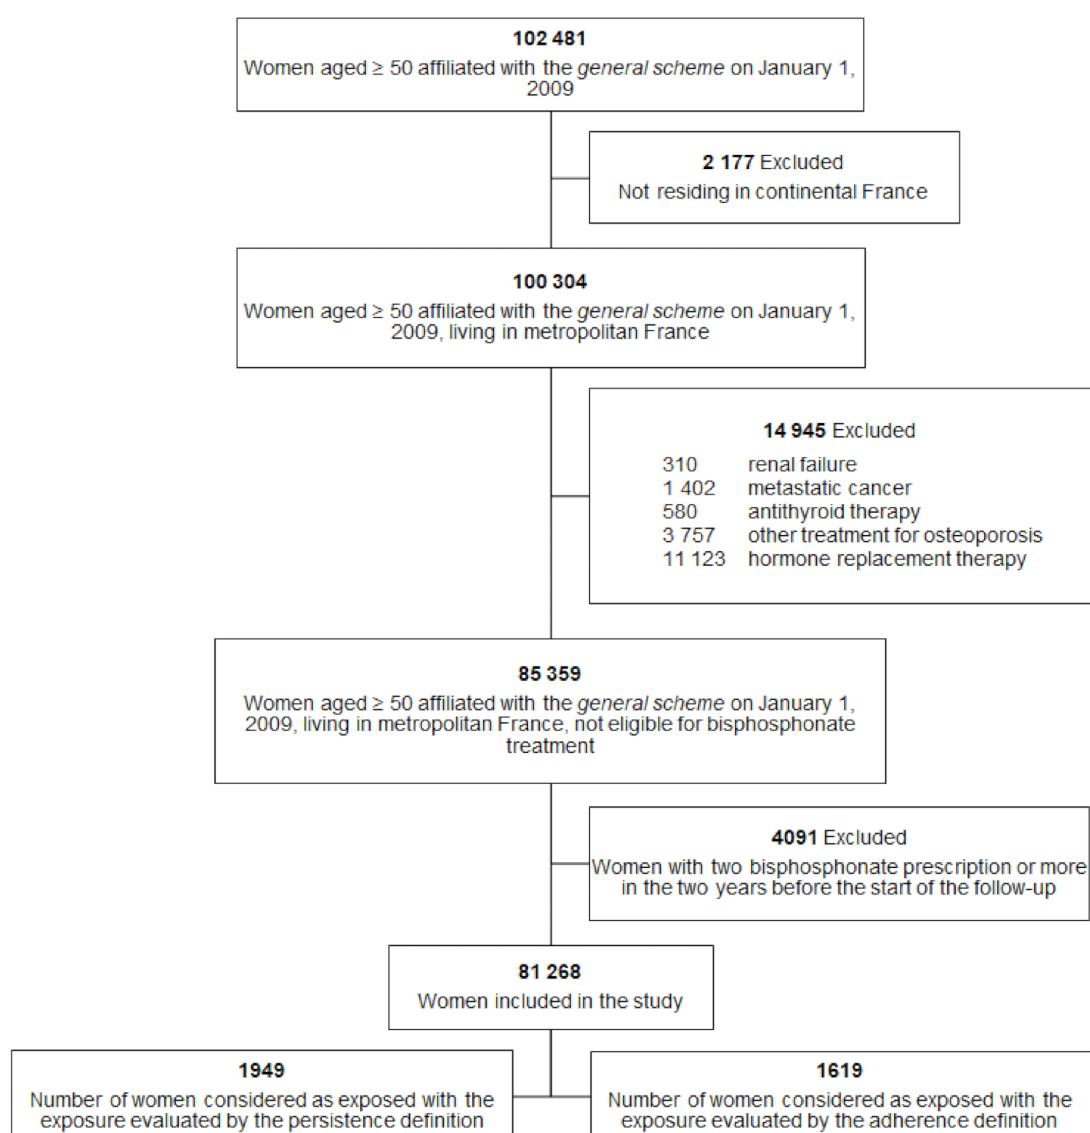 102 481
Women aged ≥ 50 affiliated with the general scheme on January 1,
2009
2 177 Excluded
Not residing in continental France
100 304
Women aged ≥ 50 affiliated with the general scheme on January 1,
2009, living in metropolitan France
14 945 Excluded
310 renal failure
1 402 metastatic cancer
580 antithyroid therapy
3 757 other treatment for osteoporosis
11 123 hormone replacement therapy
85 359
Women aged ≥ 50 affiliated with the general scheme on January 1,
2009, living in metropolitan France, not eligible for bisphosphonate
treatment
4091 Excluded
Women with two bisphosphonate prescription or more
in the two years before the start of the follow-up
81 268
Women included in the study
1949
Number of women considered as exposed with the
exposure evaluated by the persistence definition
1619
Number of women considered as exposed with the
exposure evaluated by the adherence definition